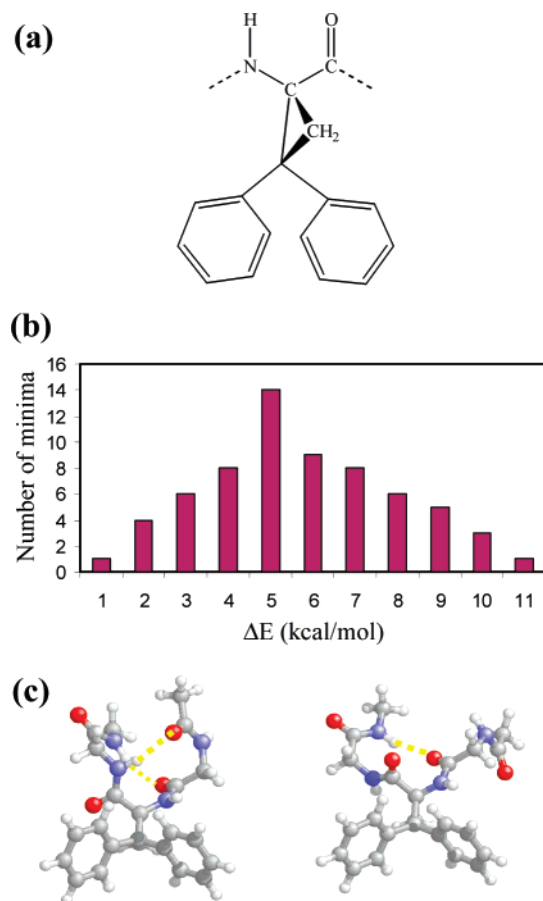 (a)
H
O
N
C
C
CH2
(b)
Number of minima
16
14
12
10
8
6
4
2
0
1 2 3 4 5 6 7 8 9 10 11
ΔE (kcal/mol)
(c)